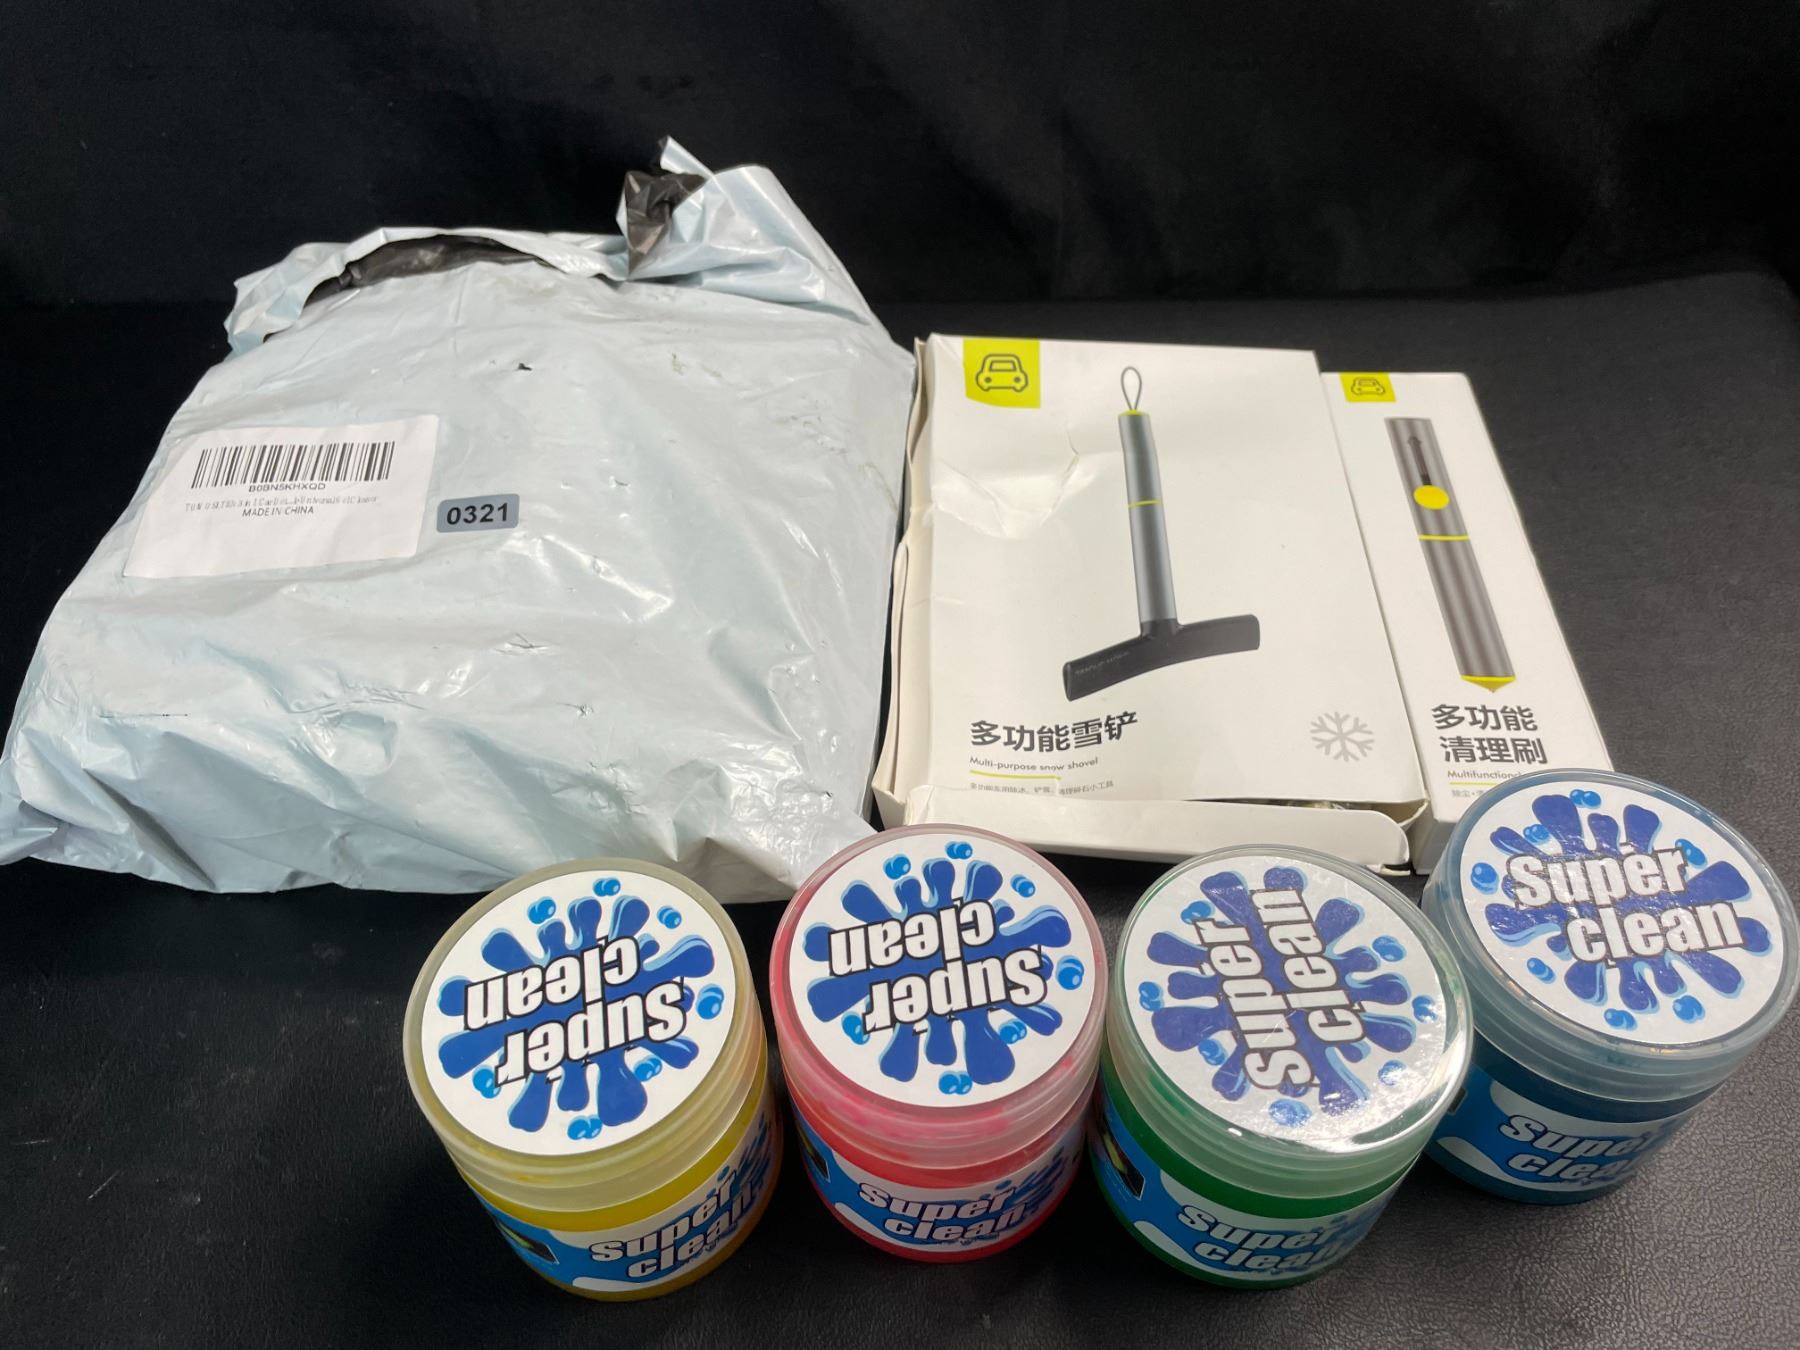 B0BN5KHXQD
MADE IN CHINA
0321
多功能雪铲
Multi-purpose snow shovel
多功能
清理刷
Super
clean
Super
clean
Super
clean
Super
clean
super
clean
super
clean
super
clean
super
clean